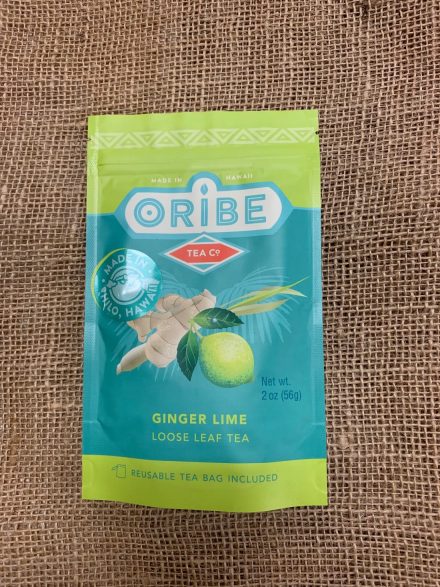 MADE IN HAWAII
ORIBE
TEA Cº
MADE IN
PHILO, HAWAII
Net wt.
2 oz (56g)
GINGER LIME
LOOSE LEAF TEA
REUSABLE TEA BAG INCLUDED